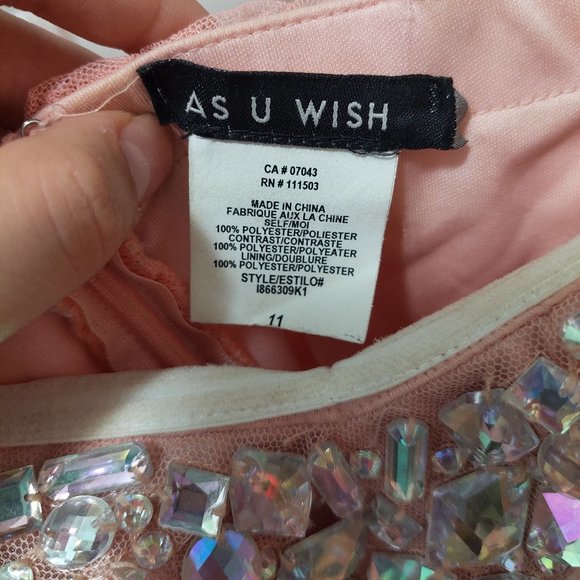 AS U WISH
CA # 07043
RN # 111503
MADE IN CHINA
FABRIQUE AUX LA CHINE
SELF/MOI
100% POLYESTER/POLIESTER
CONTRAST/CONTRASTE
100% POLYESTER/POLYEATER
LINING/DOUBLURE
100% POLYESTER/POLYESTER
STYLE/ESTILO#
I866309K1
11